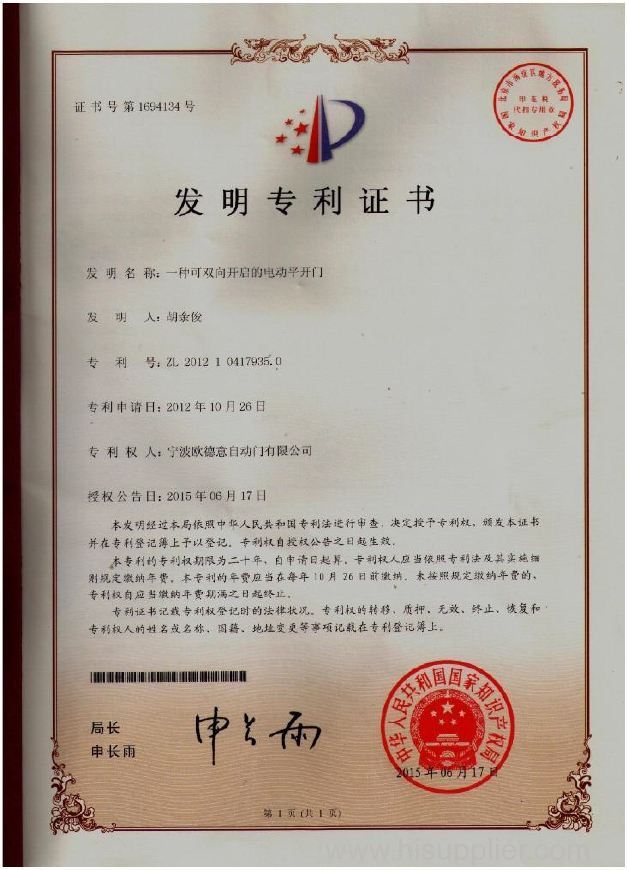 证书号第1694134号
国家知识产权局
印花税
代扣专用章
发明专利证书
发明名称：一种可双向开启的电动平开门
发明人：胡余俊
专利号：ZL 2012 1 0417935.0
专利申请日：2012年10月26日
专利权人：宁波欧德意自动门有限公司
授权公告日：2015年06月17日
本发明经过本局依照中华人民共和国专利法进行审查，决定授予专利权，颁发本证书
并在专利登记簿上予以登记。专利权自授权公告之日起生效。
本专利的专利权期限为二十年，自申请日起算。专利权人应当依照专利法及其实施细
则规定缴纳年费。本专利的年费应当在每年10月26日前缴纳。未按照规定缴纳年费的，
专利权自应当缴纳年费期满之日起终止。
专利证书记载专利权登记时的法律状况。专利权的转移、质押、无效、终止、恢复和
专利权人的姓名或名称、国籍、地址变更等事项记载在专利登记簿上。
局长
申长雨
申长雨
中华人民共和国国家知识产权局
2015年06月17日
第1页(共1页)
www.hisupplier.com